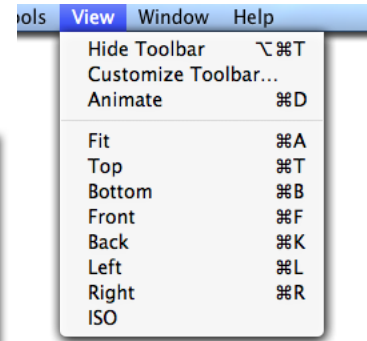 ools View Window Help
Hide Toolbar ⌥⌘T
Customize Toolbar...
Animate ⌘D
Fit ⌘A
Top ⌘T
Bottom ⌘B
Front ⌘F
Back ⌘K
Left ⌘L
Right ⌘R
ISO